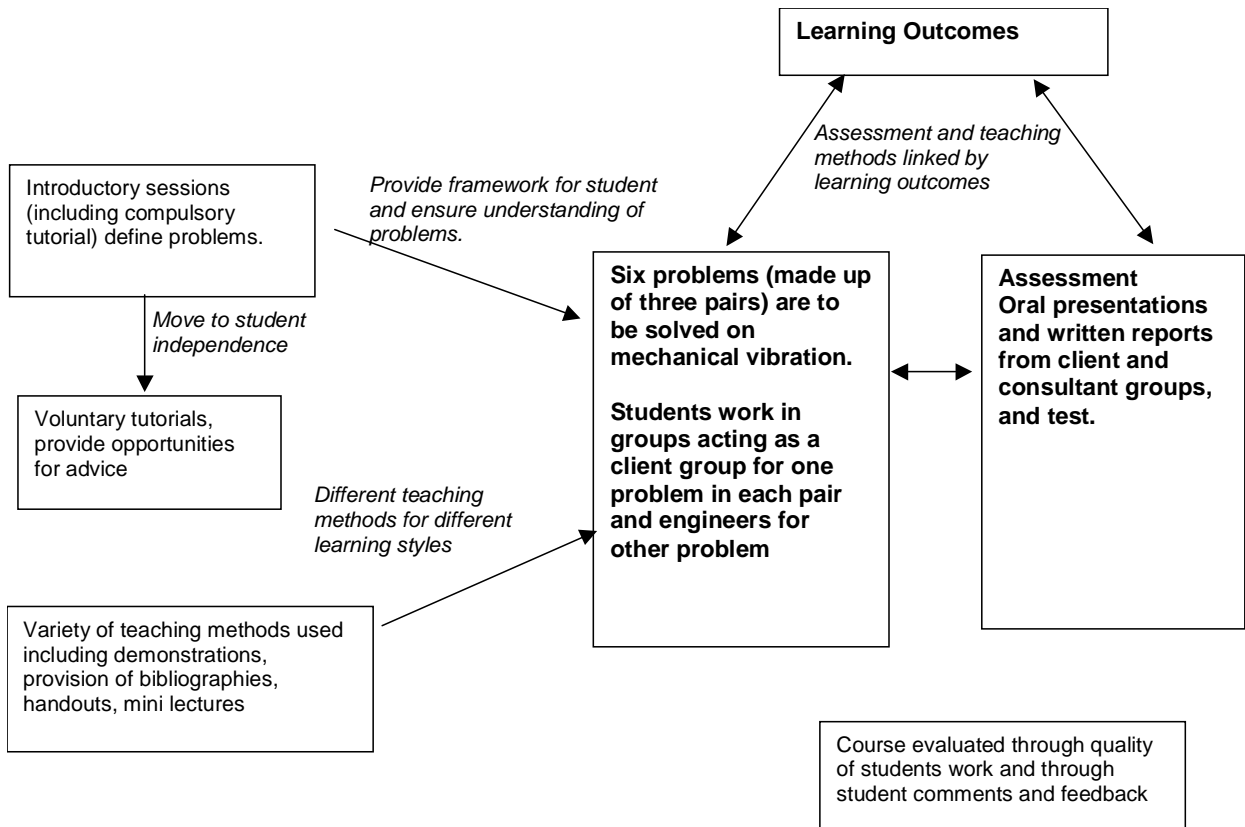 Learning Outcomes
Assessment and teaching
methods linked by
learning outcomes
Introductory sessions
(including compulsory
tutorial) define problems.
Provide framework for student
and ensure understanding of
problems.
Move to student
independence
Voluntary tutorials,
provide opportunities
for advice
Different teaching
methods for different
learning styles
Variety of teaching methods used
including demonstrations,
provision of bibliographies,
handouts, mini lectures
Six problems (made up
of three pairs) are to
be solved on
mechanical vibration.
Students work in
groups acting as a
client group for one
problem in each pair
and engineers for
other problem
Assessment
Oral presentations
and written reports
from client and
consultant groups,
and test.
Course evaluated through quality
of students work and through
student comments and feedback